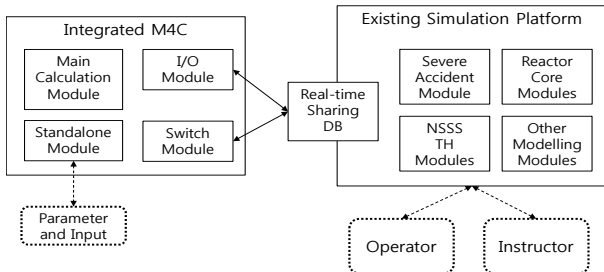 Integrated M4C
Main
Calculation
Module
I/O
Module
Standalone
Module
Switch
Module
Parameter
and Input
Real-time
Sharing
DB
Existing Simulation Platform
Severe
Accident
Module
Reactor
Core
Modules
NSSS
TH
Modules
Other
Modelling
Modules
Operator
Instructor